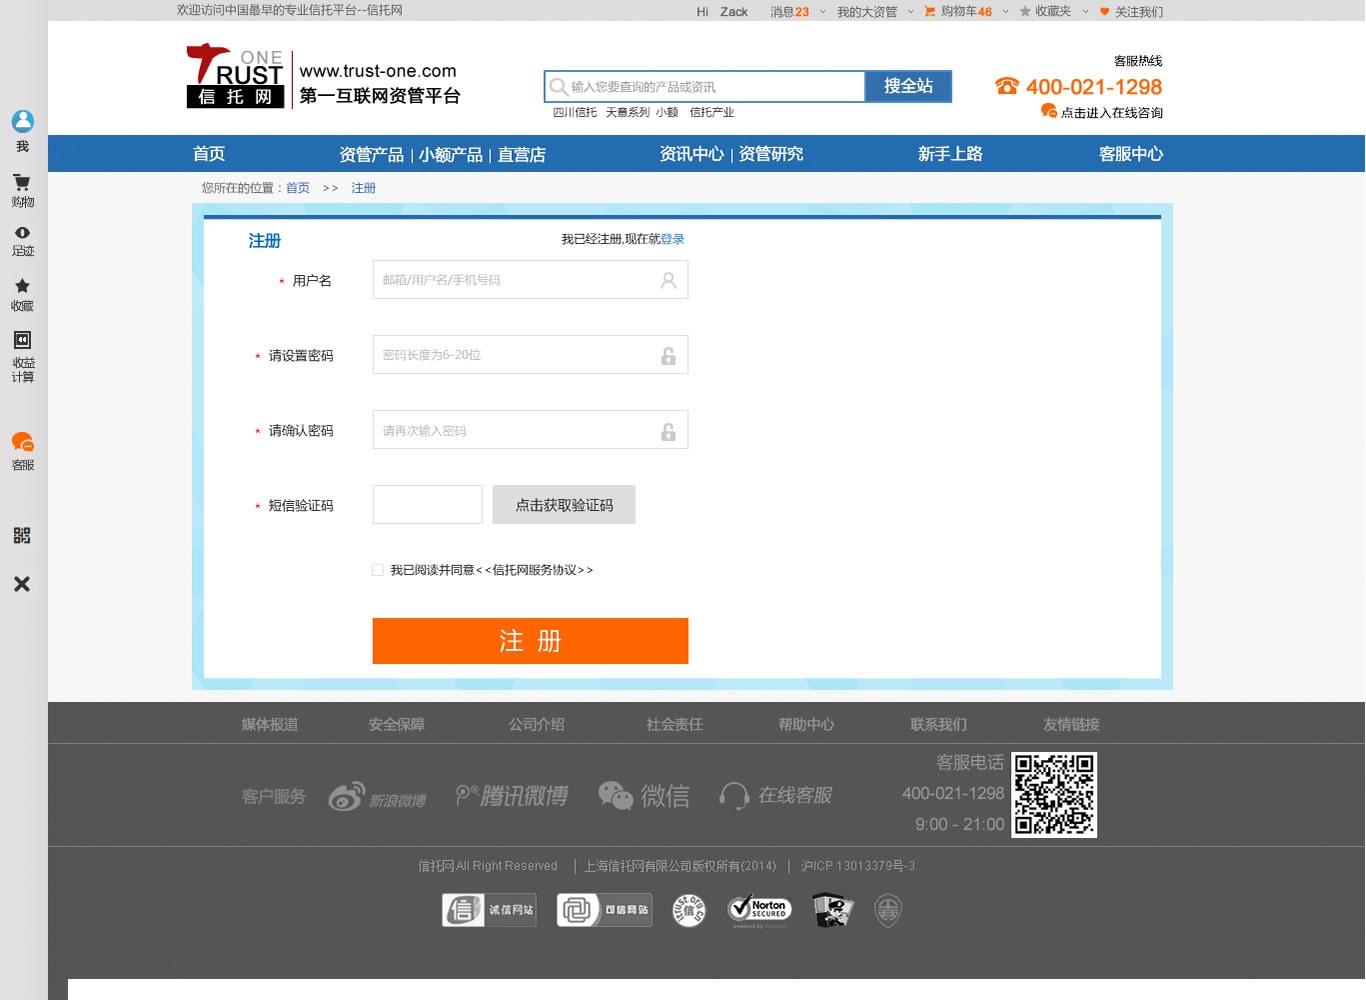 欢迎访问中国最早的专业信托平台--信托网
Hi Zack 消息23 我的大资管 购物车46 收藏夹 关注我们
ONE
TRUST
信托网
www.trust-one.com
第一互联网资管平台
输入您要查询的产品或资讯
搜全站
四川信托 天意系列 小额 信托产业
客服热线
400-021-1298
点击进入在线咨询
首页 资管产品 | 小额产品 | 直营店 资讯中心 | 资管研究 新手上路 客服中心
我
购物
足迹
收藏
收益
计算
客服
您所在的位置：首页 >> 注册
注册
我已经注册,现在就登录
* 用户名
邮箱/用户名/手机号码
* 请设置密码
密码长度为6-20位
* 请确认密码
请再次输入密码
* 短信验证码
点击获取验证码
我已阅读并同意<<信托网服务协议>>
注 册
媒体报道 安全保障 公司介绍 社会责任 帮助中心 联系我们 友情链接
客户服务 新浪微博 腾讯微博 微信 在线客服
客服电话
400-021-1298
9:00 - 21:00
信托网 All Right Reserved | 上海信托网有限公司版权所有(2014) | 沪ICP 13013379号-3
信 诚信网站
可信网站
trust.org.cn
信
Norton
SECURED
powered by VeriSign